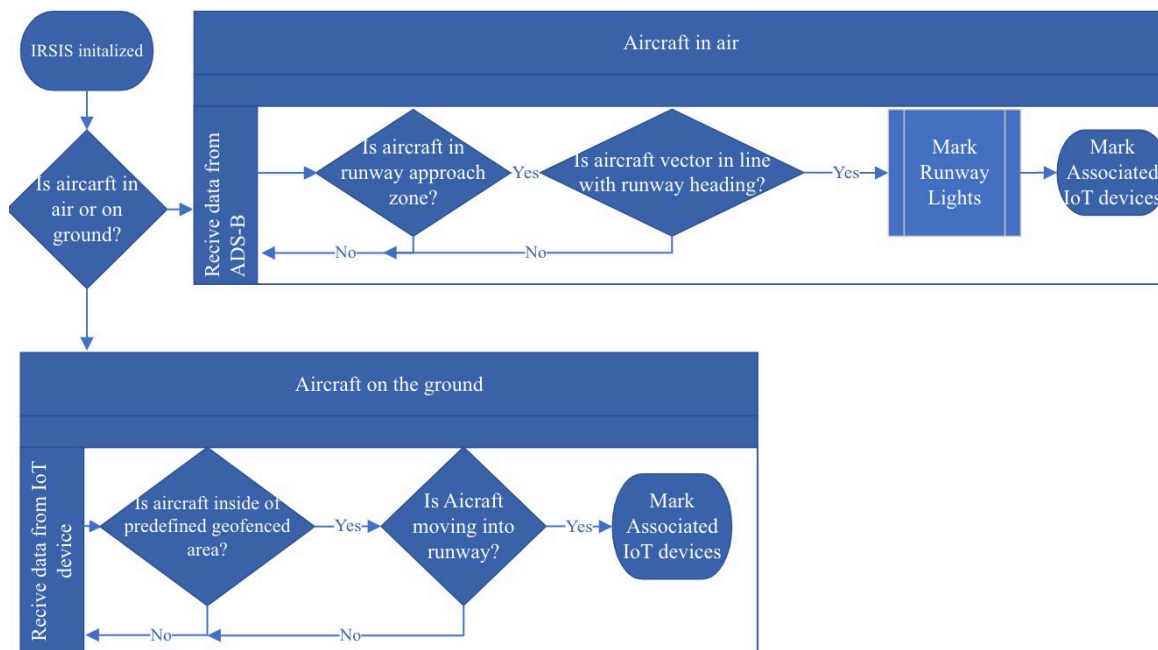 IRSIS initalized
Is aircarft in
air or on
ground?
Aircraft in air
Recive data from
ADS-B
Is aircraft in
runway approach
zone?
Yes
Is aircraft vector in line
with runway heading?
Yes
Mark
Runway
Lights
Mark
Associated
IoT devices
No
No
Aircraft on the ground
Recive data from IoT
device
Is aircraft inside of
predefined geofenced
area?
Yes
Is Aicraft
moving into
runway?
Yes
Mark
Associated
IoT devices
No
No